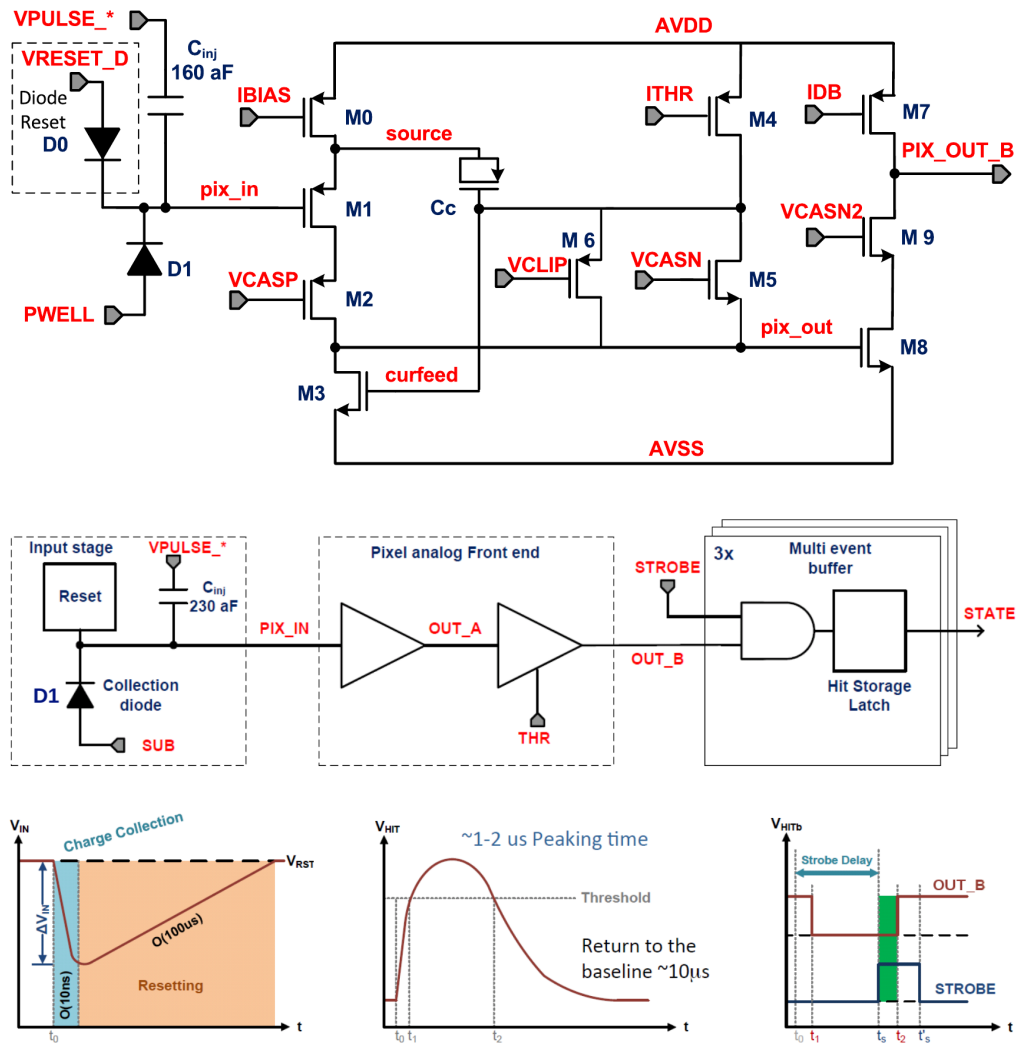 VPULSE_*
AVDD
VRESET_D
Cinj
160 aF
Diode
Reset
D0
IBIAS
M0
source
ITHR
M4
IDB
M7
PIX_OUT_B
pix_in
M1
Cc
VCASN2
M 9
D1
M 6
VCLIP
VCASN
M5
VCASP
M2
PWELL
pix_out
M8
M3
curfeed
AVSS
Input stage
VPULSE_*
Reset
Cinj
230 aF
Pixel analog Front end
3x
Multi event
buffer
STROBE
STATE
PIX_IN
OUT_A
OUT_B
D1
Collection
diode
SUB
THR
Hit Storage
Latch
VIN
Charge Collection
VRST
ΔVIN
O(10ns)
O(100us)
Resetting
t0
t
VHIT
~1-2 us Peaking time
Threshold
Return to the
baseline ~10μs
t0
t1
t2
t
VHITb
Strobe Delay
OUT_B
STROBE
t0
t1
ts
t2
t's
t